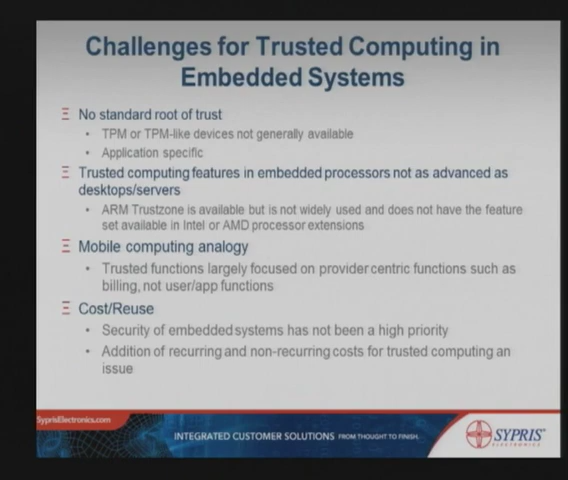 Challenges for Trusted Computing in
Embedded Systems
No standard root of trust
• TPM or TPM-like devices not generally available
• Application specific
Trusted computing features in embedded processors not as advanced as
desktops/servers
• ARM Trustzone is available but is not widely used and does not have the feature
set available in Intel or AMD processor extensions
Mobile computing analogy
• Trusted functions largely focused on provider centric functions such as
billing, not user/app functions
Cost/Reuse
• Security of embedded systems has not been a high priority
• Addition of recurring and non-recurring costs for trusted computing an
issue
SyprisElectronics.com
INTEGRATED CUSTOMER SOLUTIONS FROM THOUGHT TO FINISH.
SYPRIS
ELECTRONICS